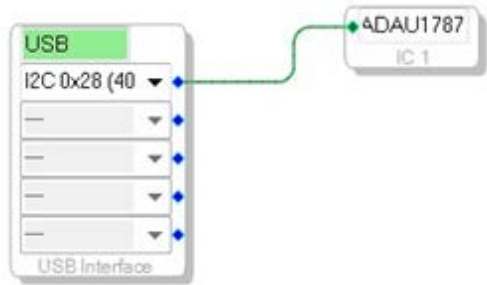 USB
I2C 0x28 (40
—
—
—
—
USB Interface
ADAU1787
IC 1